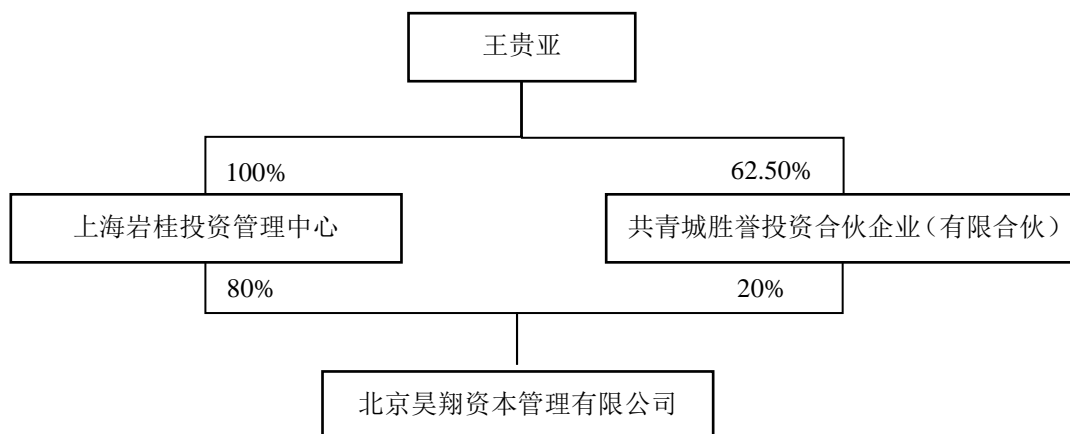 王贵亚
100%
62.50%
上海岩桂投资管理中心
共青城胜誉投资合伙企业（有限合伙）
80%
20%
北京昊翔资本管理有限公司